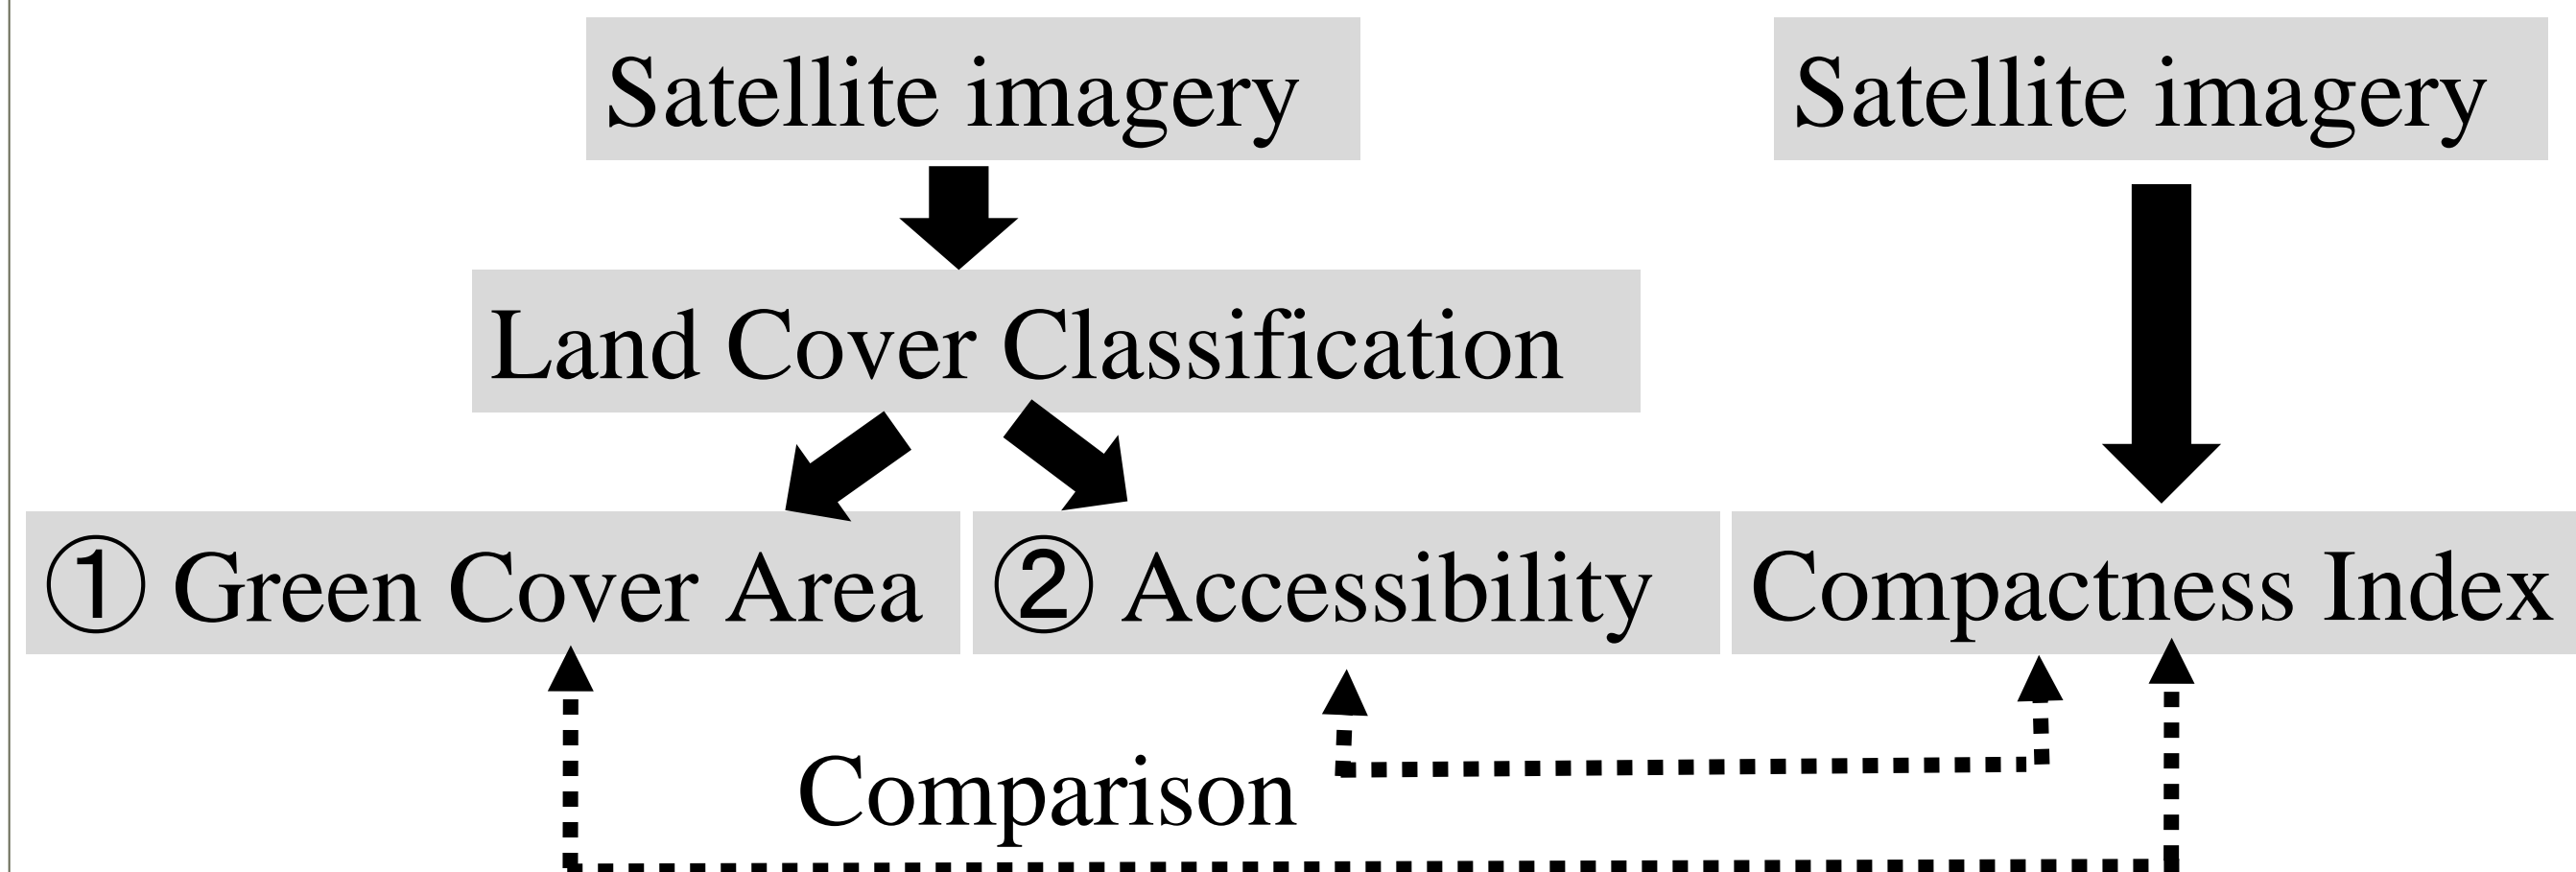 Satellite imagery
Satellite imagery
Land Cover Classification
① Green Cover Area
② Accessibility
Compactness Index
Comparison